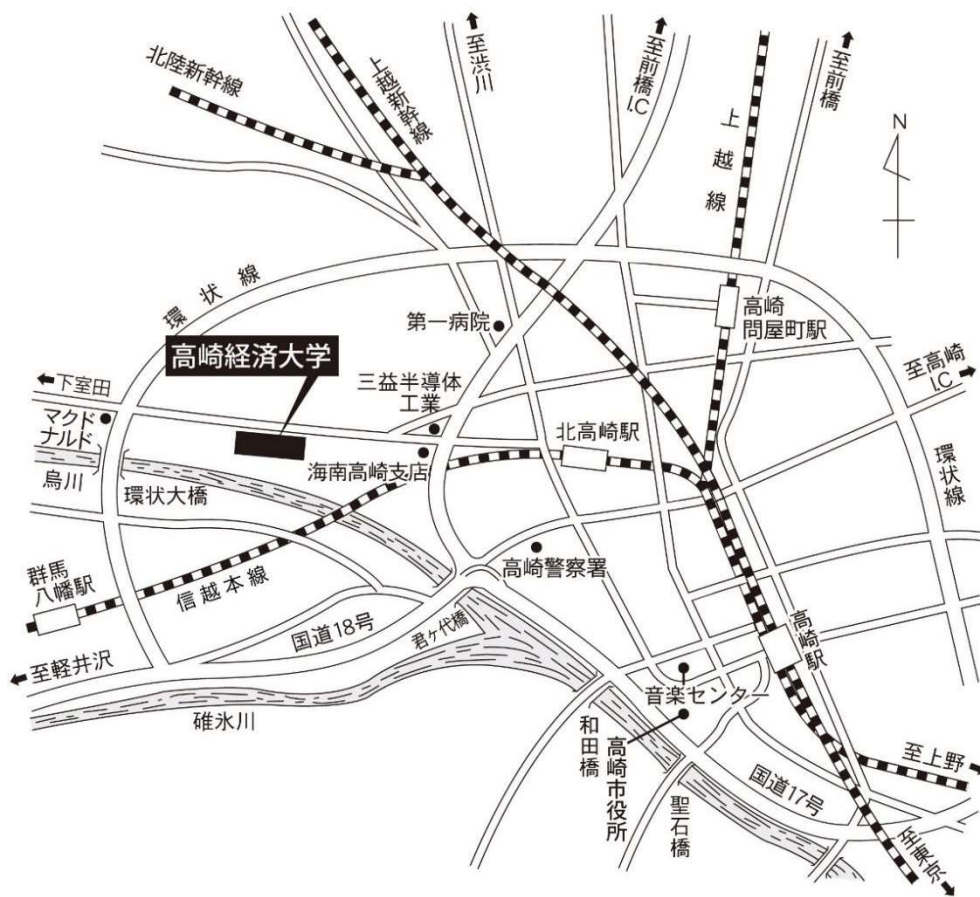 北陸新幹線
上越新幹線
至渋川
至前橋
I.C
上越線
至前橋
N
環状線
第一病院
高崎
問屋町駅
高崎経済大学
三益半導体
工業
至高崎
I.C
下室田
マクド
ナルド
北高崎駅
海南高崎支店
烏川
環状大橋
環状線
高崎警察署
群馬
八幡駅
信越本線
国道18号
君ヶ代橋
高崎駅
至軽井沢
碓氷川
音楽センター
和田橋
高崎市役所
聖石橋
国道17号
至上野
至東京